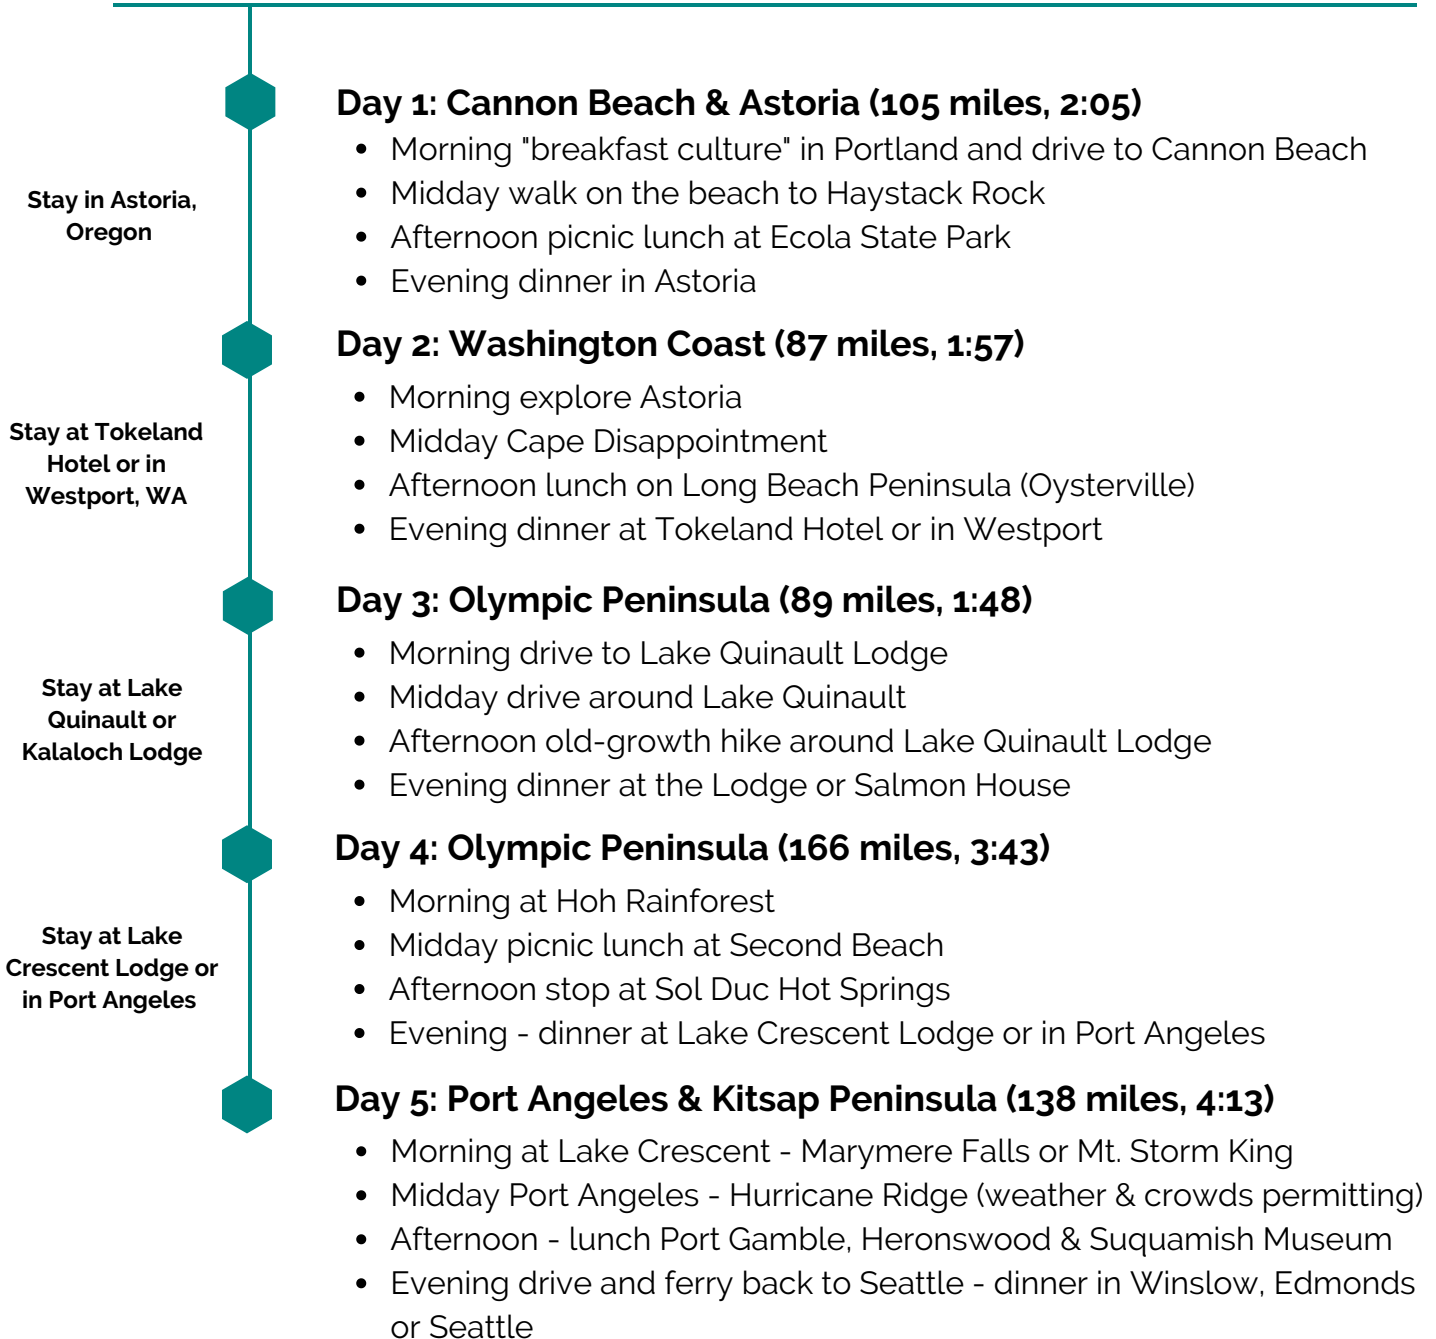 Day 1: Cannon Beach & Astoria (105 miles, 2:05)
• Morning "breakfast culture" in Portland and drive to Cannon Beach
• Midday walk on the beach to Haystack Rock
• Afternoon picnic lunch at Ecola State Park
• Evening dinner in Astoria
Stay in Astoria,
Oregon
Day 2: Washington Coast (87 miles, 1:57)
• Morning explore Astoria
• Midday Cape Disappointment
• Afternoon lunch on Long Beach Peninsula (Oysterville)
• Evening dinner at Tokeland Hotel or in Westport
Stay at Tokeland
Hotel or in
Westport, WA
Day 3: Olympic Peninsula (89 miles, 1:48)
• Morning drive to Lake Quinault Lodge
• Midday drive around Lake Quinault
• Afternoon old-growth hike around Lake Quinault Lodge
• Evening dinner at the Lodge or Salmon House
Stay at Lake
Quinault or
Kalaloch Lodge
Day 4: Olympic Peninsula (166 miles, 3:43)
• Morning at Hoh Rainforest
• Midday picnic lunch at Second Beach
• Afternoon stop at Sol Duc Hot Springs
• Evening - dinner at Lake Crescent Lodge or in Port Angeles
Stay at Lake
Crescent Lodge or
in Port Angeles
Day 5: Port Angeles & Kitsap Peninsula (138 miles, 4:13)
• Morning at Lake Crescent - Marymere Falls or Mt. Storm King
• Midday Port Angeles - Hurricane Ridge (weather & crowds permitting)
• Afternoon - lunch Port Gamble, Heronswood & Suquamish Museum
• Evening drive and ferry back to Seattle - dinner in Winslow, Edmonds
or Seattle